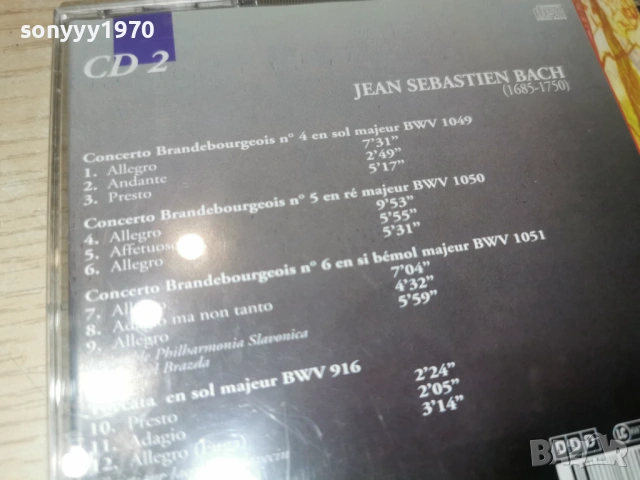 sonyyy1970
CD 2
JEAN SEBASTIEN BACH
(1685-1750)
Concerto Brandebourgeois n° 4 en sol majeur BWV 1049
1. Allegro 7’31”
2. Andante 2’49”
3. Presto 5’17”
Concerto Brandebourgeois n° 5 en ré majeur BWV 1050
4. Allegro 9’53”
5. Affetuoso 5’55”
6. Allegro 5’31”
Concerto Brandebourgeois n° 6 en si bémol majeur BWV 1051
7. 7’04”
8. ma non tanto 4’32”
9. Allegro 5’59”
Philharmonia Slavonica
Brazda
en sol majeur BWV 916
10. Presto 2’24”
11. Adagio 2’05”
12. Allegro 3’14”
DDD